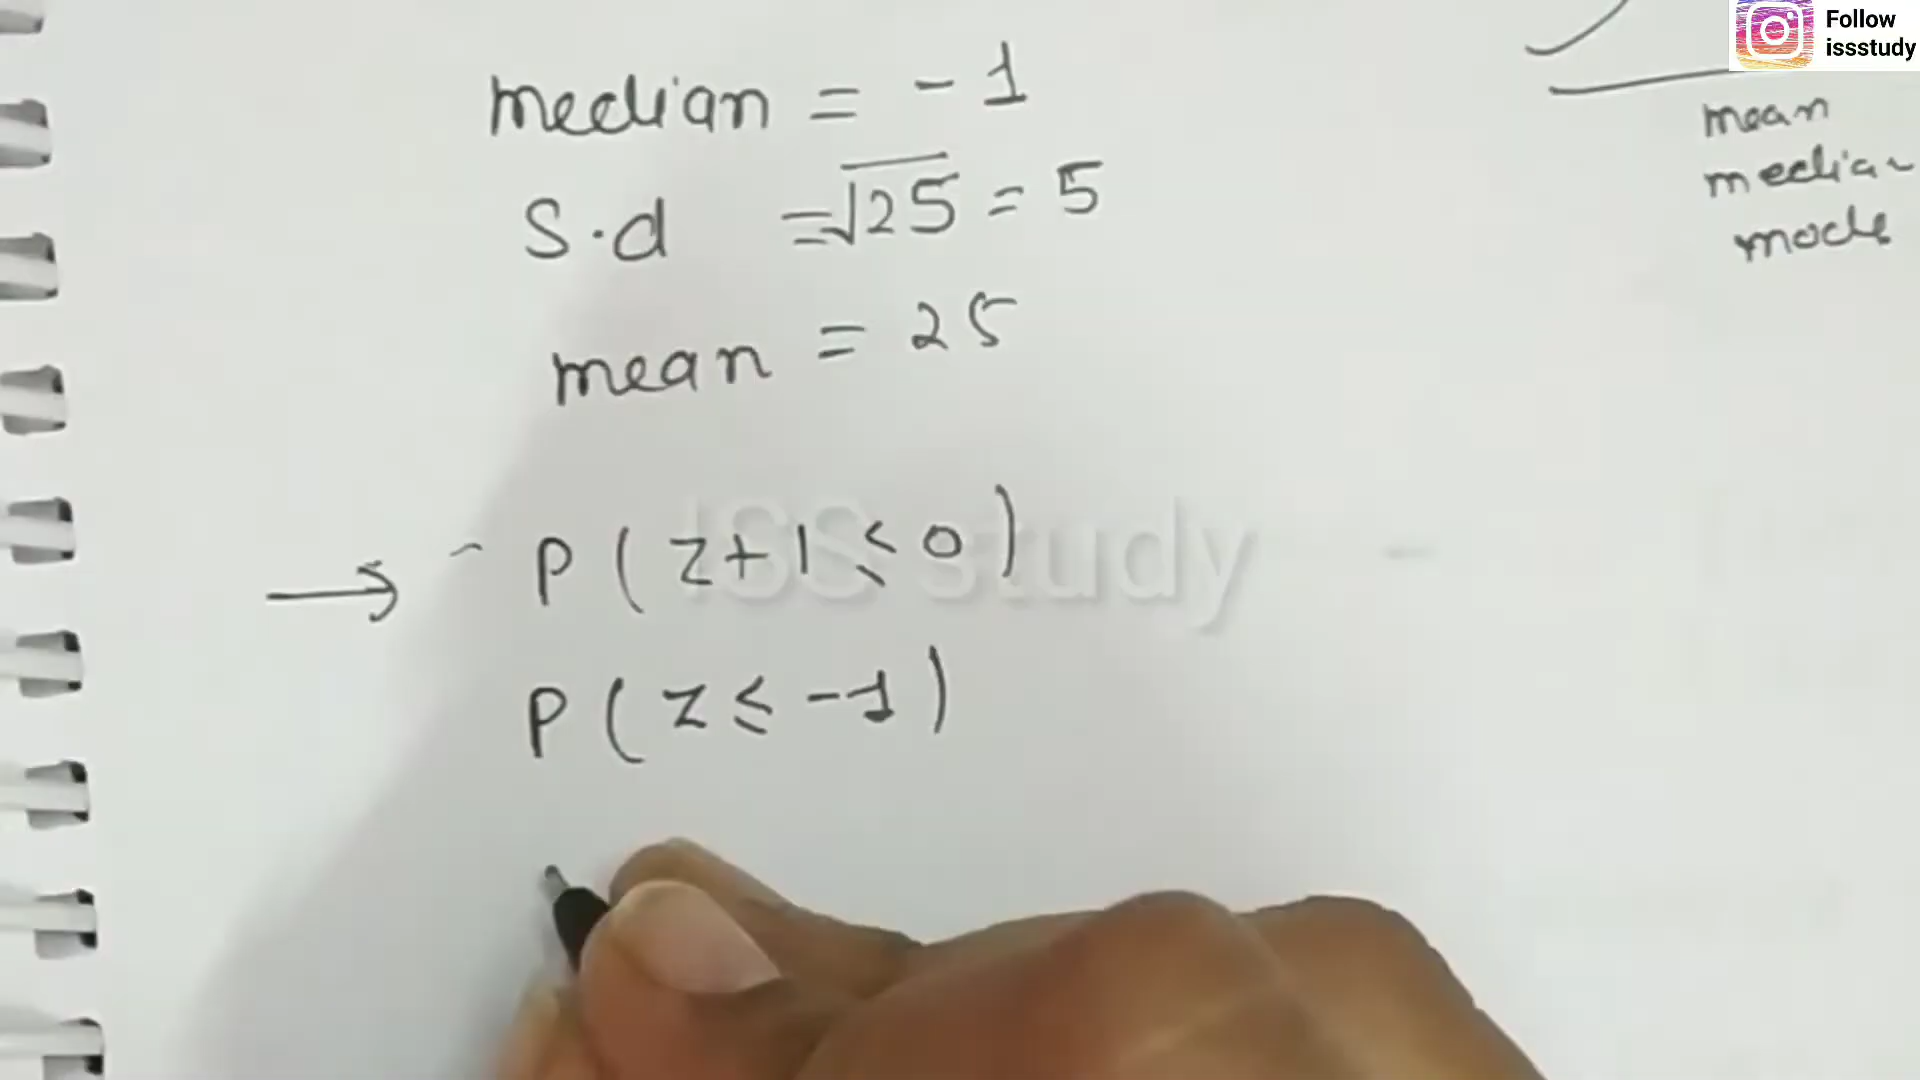 median = - 1
S.d = √25 = 5
mean = 25
P ( z + 1 ≤ 0 )
P ( z ≤ -1 )
mean
median
mode
ISS study
Follow
issstudy